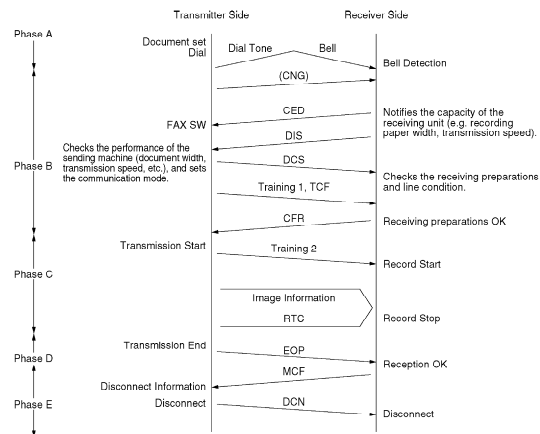 Transmitter Side
Receiver Side
Phase A
Document set
Dial
Dial Tone
Bell
Bell Detection
(CNG)
CED
Notifies the capacity of the
receiving unit (e.g. recording
paper width, transmission speed).
FAX SW
DIS
Checks the performance of the
sending machine (document width,
transmission speed, etc.), and sets
the communication mode.
Phase B
DCS
Checks the receiving preparations
and line condition.
Training 1, TCF
CFR
Receiving preparations OK
Transmission Start
Training 2
Record Start
Phase C
Image Information
RTC
Record Stop
Transmission End
EOP
Phase D
Reception OK
MCF
Disconnect Information
Disconnect
DCN
Phase E
Disconnect